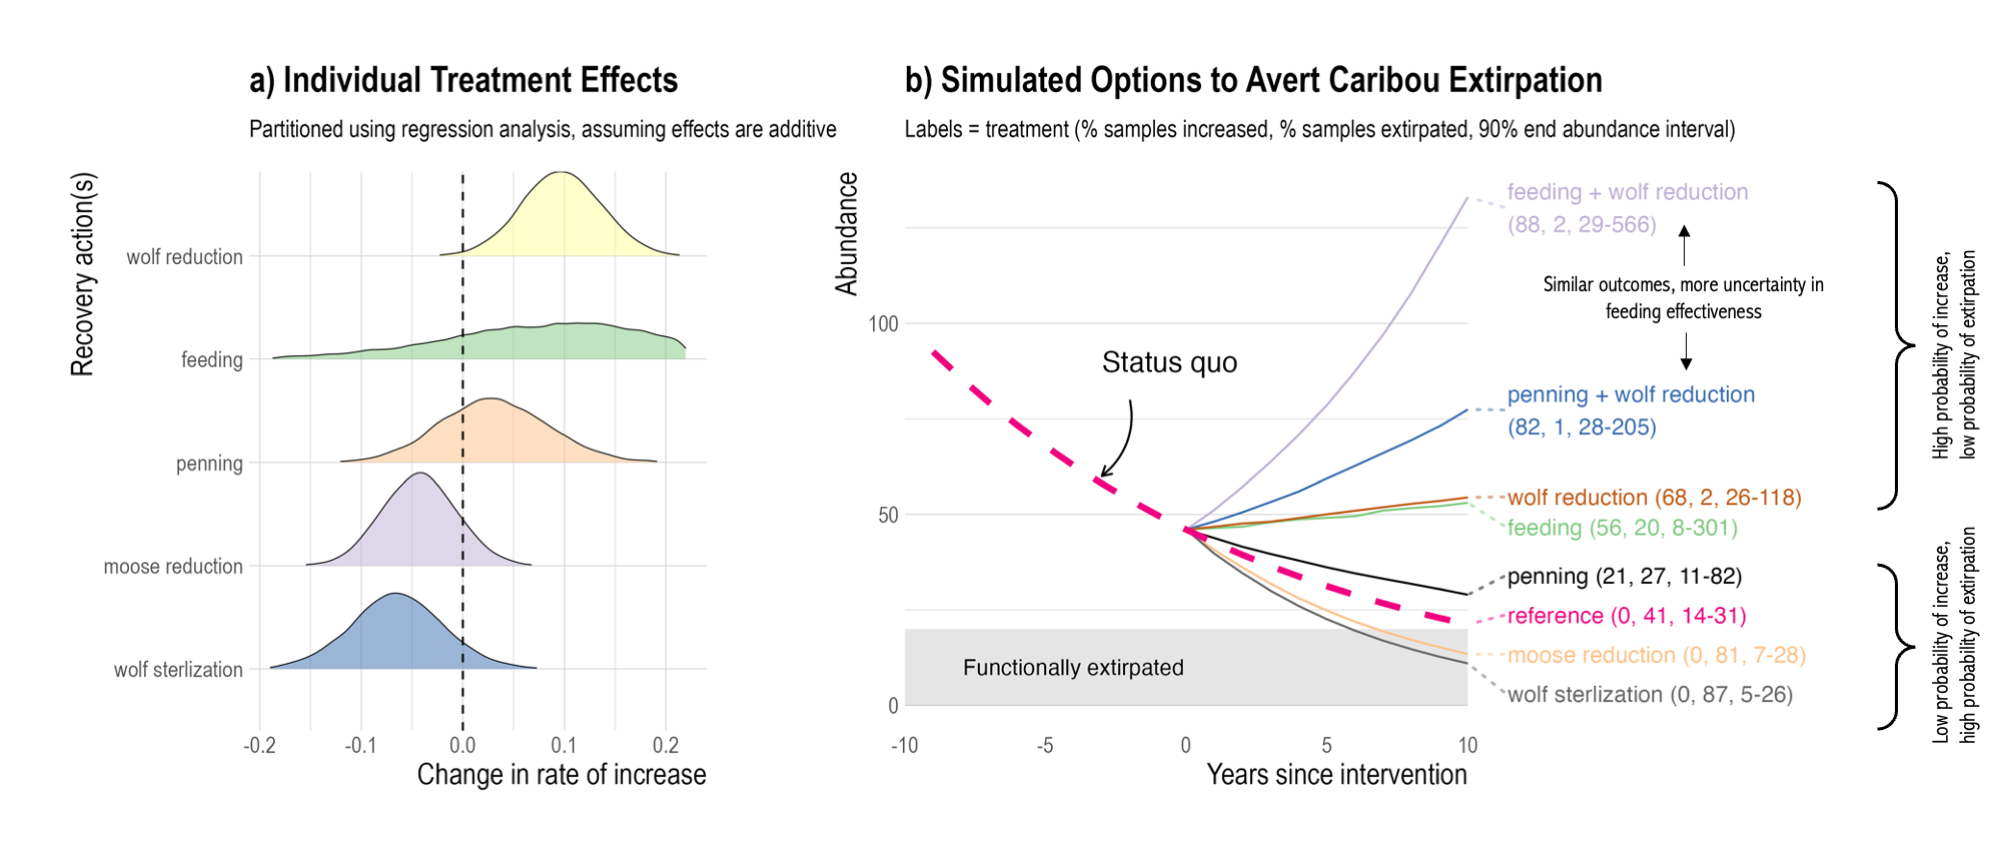 a) Individual Treatment Effects
Partitioned using regression analysis, assuming effects are additive
Recovery action(s)
wolf reduction
feeding
penning
moose reduction
wolf sterlization
-0.2
-0.1
0.0
0.1
0.2
Change in rate of increase
b) Simulated Options to Avert Caribou Extirpation
Labels = treatment (% samples increased, % samples extirpated, 90% end abundance interval)
Abundance
100
50
0
Status quo
Functionally extirpated
-10
-5
0
5
10
Years since intervention
feeding + wolf reduction
(88, 2, 29-566)
Similar outcomes, more uncertainty in
feeding effectiveness
penning + wolf reduction
(82, 1, 28-205)
wolf reduction (68, 2, 26-118)
feeding (56, 20, 8-301)
penning (21, 27, 11-82)
reference (0, 41, 14-31)
moose reduction (0, 81, 7-28)
wolf sterlization (0, 87, 5-26)
High probability of increase,
low probability of extirpation
Low probability of increase,
high probability of extirpation